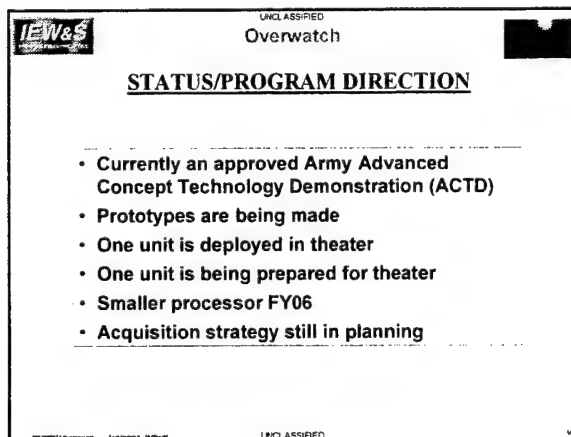 UNCLASSIFIED
IEW&S
Overwatch
STATUS/PROGRAM DIRECTION
• Currently an approved Army Advanced
Concept Technology Demonstration (ACTD)
• Prototypes are being made
• One unit is deployed in theater
• One unit is being prepared for theater
• Smaller processor FY06
• Acquisition strategy still in planning
UNCLASSIFIED